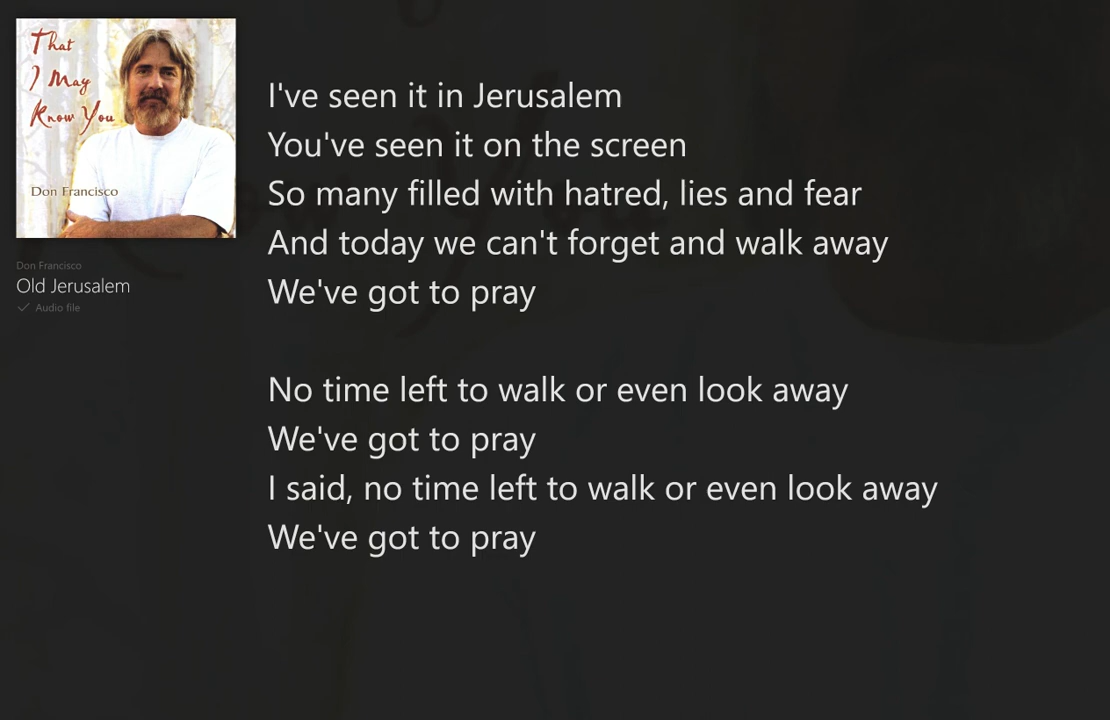 That
I May
Know You
Don Francisco
Don Francisco
Old Jerusalem
Audio file
I've seen it in Jerusalem
You've seen it on the screen
So many filled with hatred, lies and fear
And today we can't forget and walk away
We've got to pray
No time left to walk or even look away
We've got to pray
I said, no time left to walk or even look away
We've got to pray